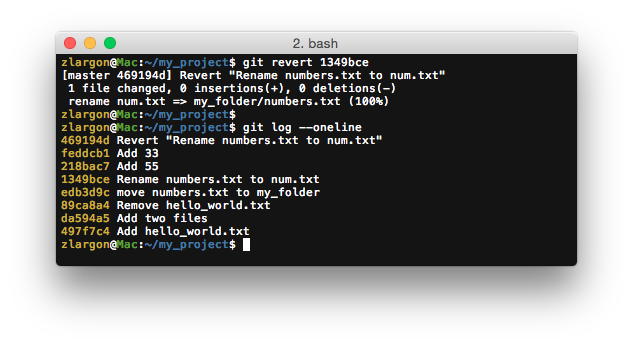 2. bash
zlargon@Mac:~/my_project$ git revert 1349bce
[master 469194d] Revert "Rename numbers.txt to num.txt"
 1 file changed, 0 insertions(+), 0 deletions(-)
 rename num.txt => my_folder/numbers.txt (100%)
zlargon@Mac:~/my_project$
zlargon@Mac:~/my_project$ git log --oneline
469194d Revert "Rename numbers.txt to num.txt"
feddcb1 Add 33
218bac7 Add 55
1349bce Rename numbers.txt to num.txt
edb3d9c move numbers.txt to my_folder
89ca8a4 Remove hello_world.txt
da594a5 Add two files
497f7c4 Add hello_world.txt
zlargon@Mac:~/my_project$